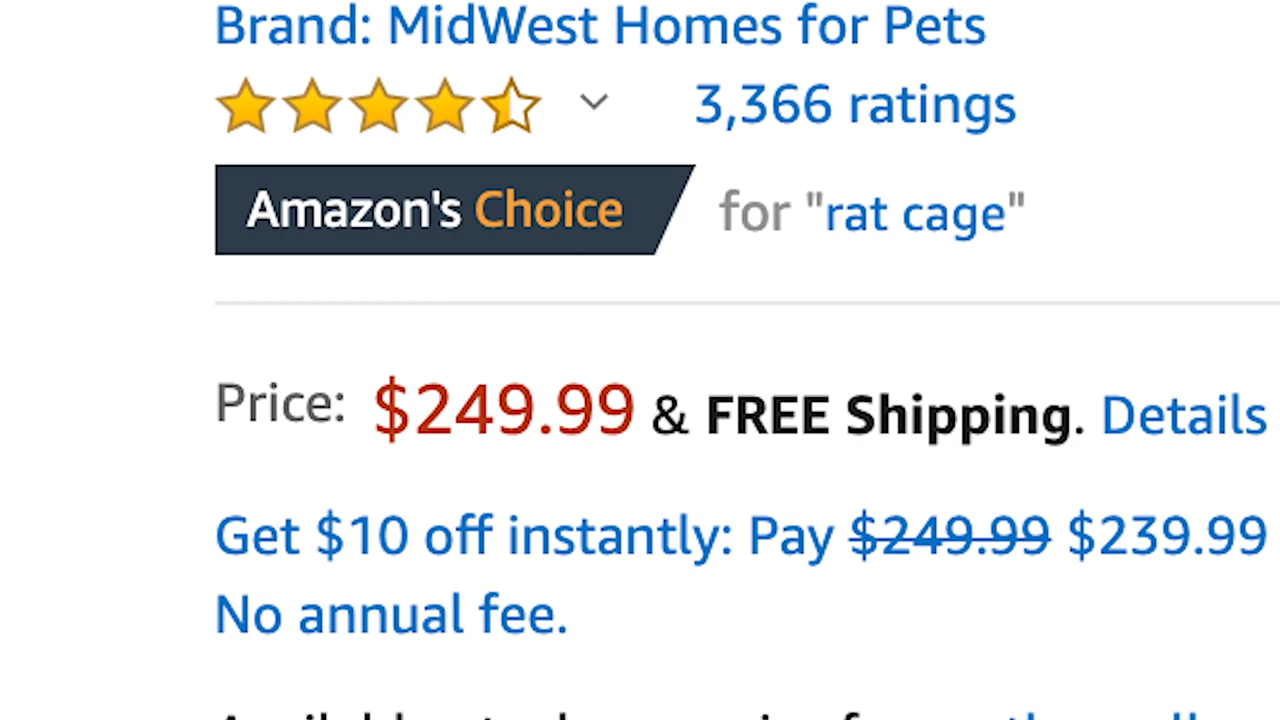 Brand: MidWest Homes for Pets
3,366 ratings
Amazon's Choice for "rat cage"
Price: $249.99 & FREE Shipping. Details
Get $10 off instantly: Pay $249.99 $239.99
No annual fee.